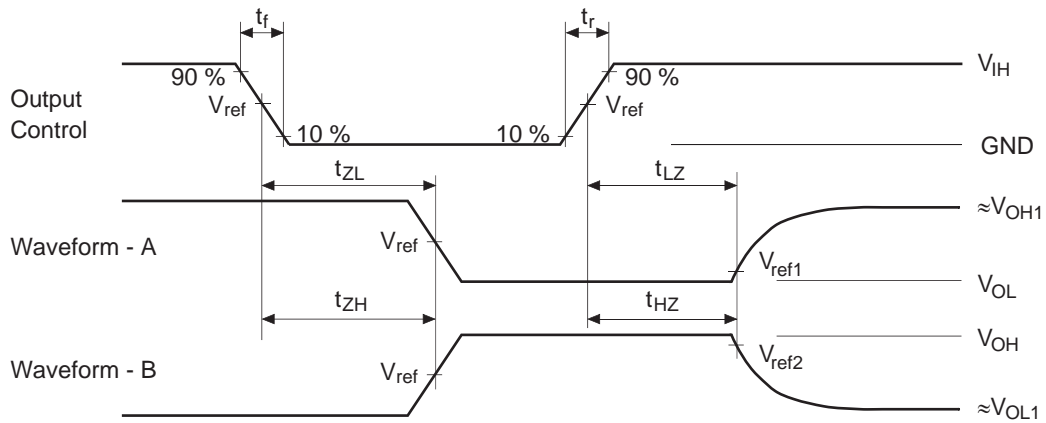 tf
tr
90 %
90 %
VIH
Output
Control
Vref
Vref
10 %
10 %
GND
tZL
tLZ
≈VOH1
Waveform - A
Vref
Vref1
VOL
tZH
tHZ
VOH
Waveform - B
Vref
Vref2
≈VOL1